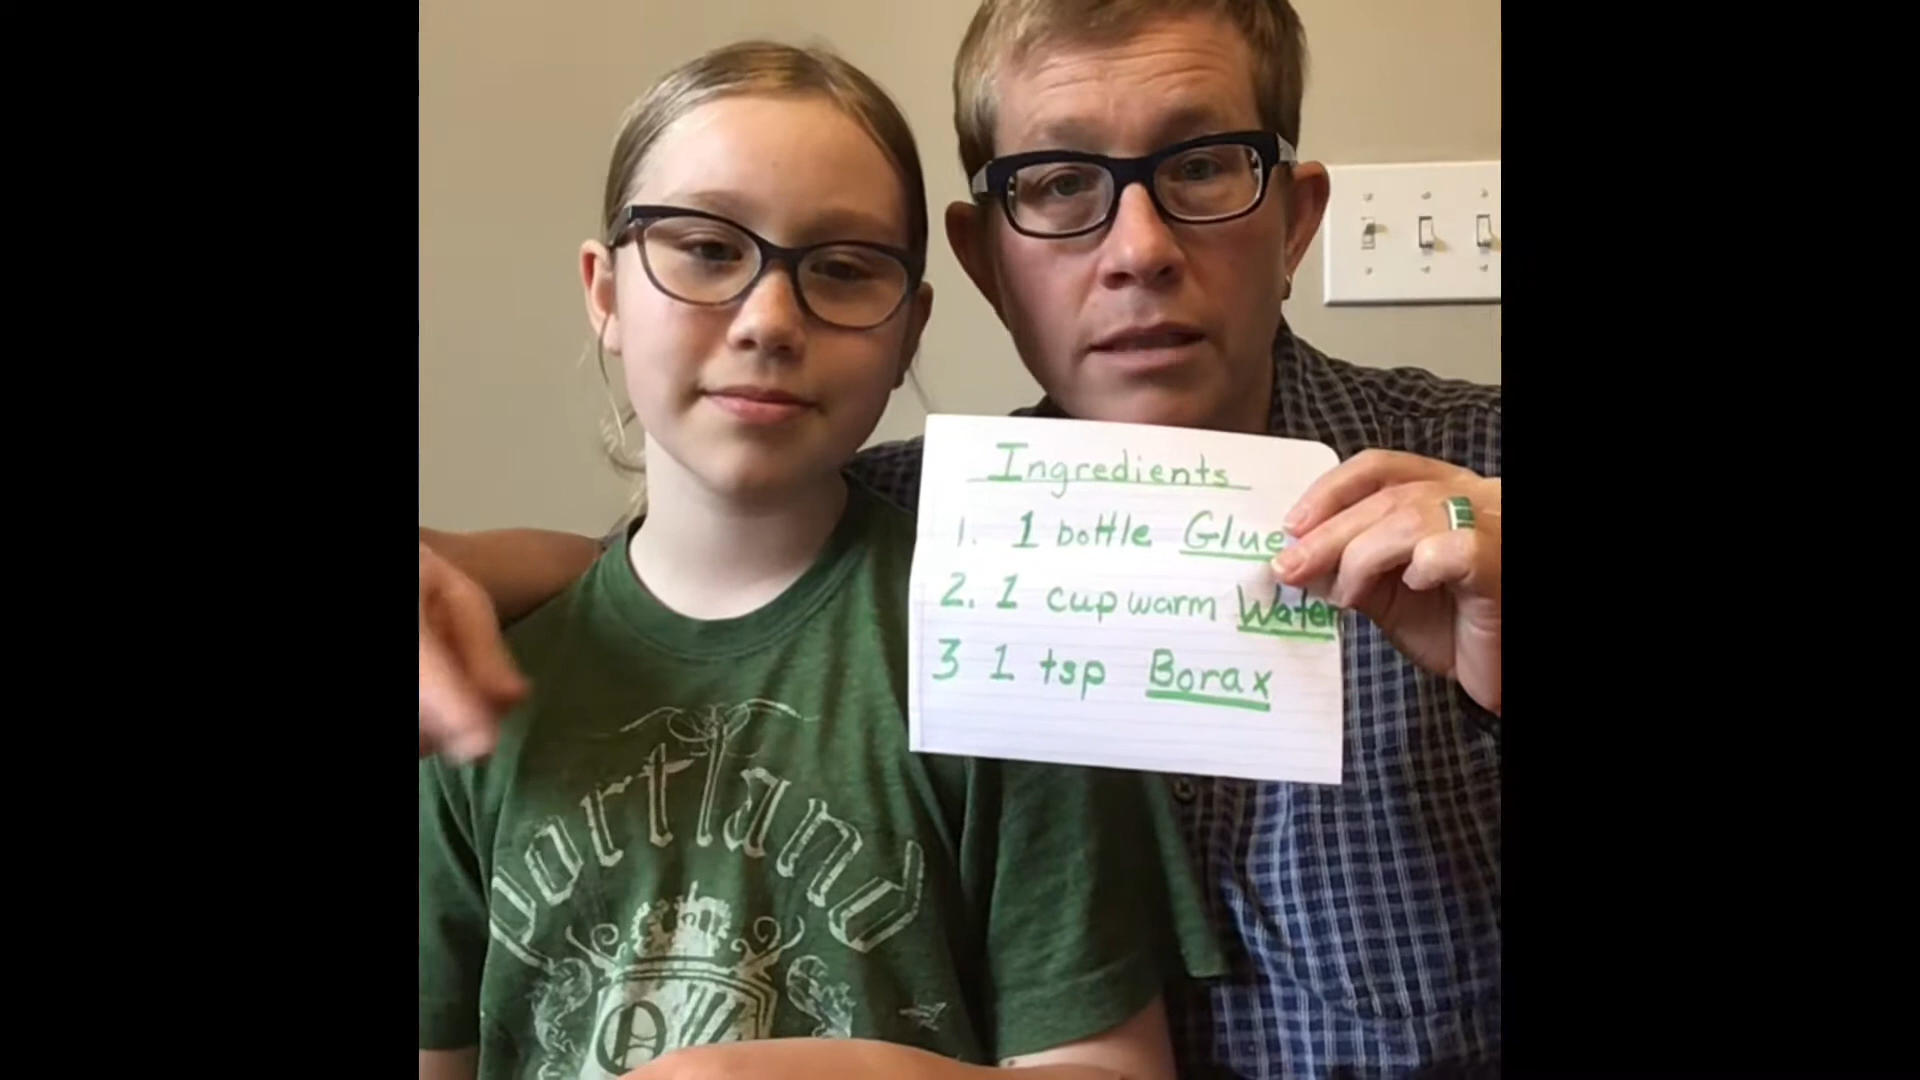 Ingredients
1. 1 bottle Glue
2. 1 cup warm Water
3 1 tsp Borax
portland